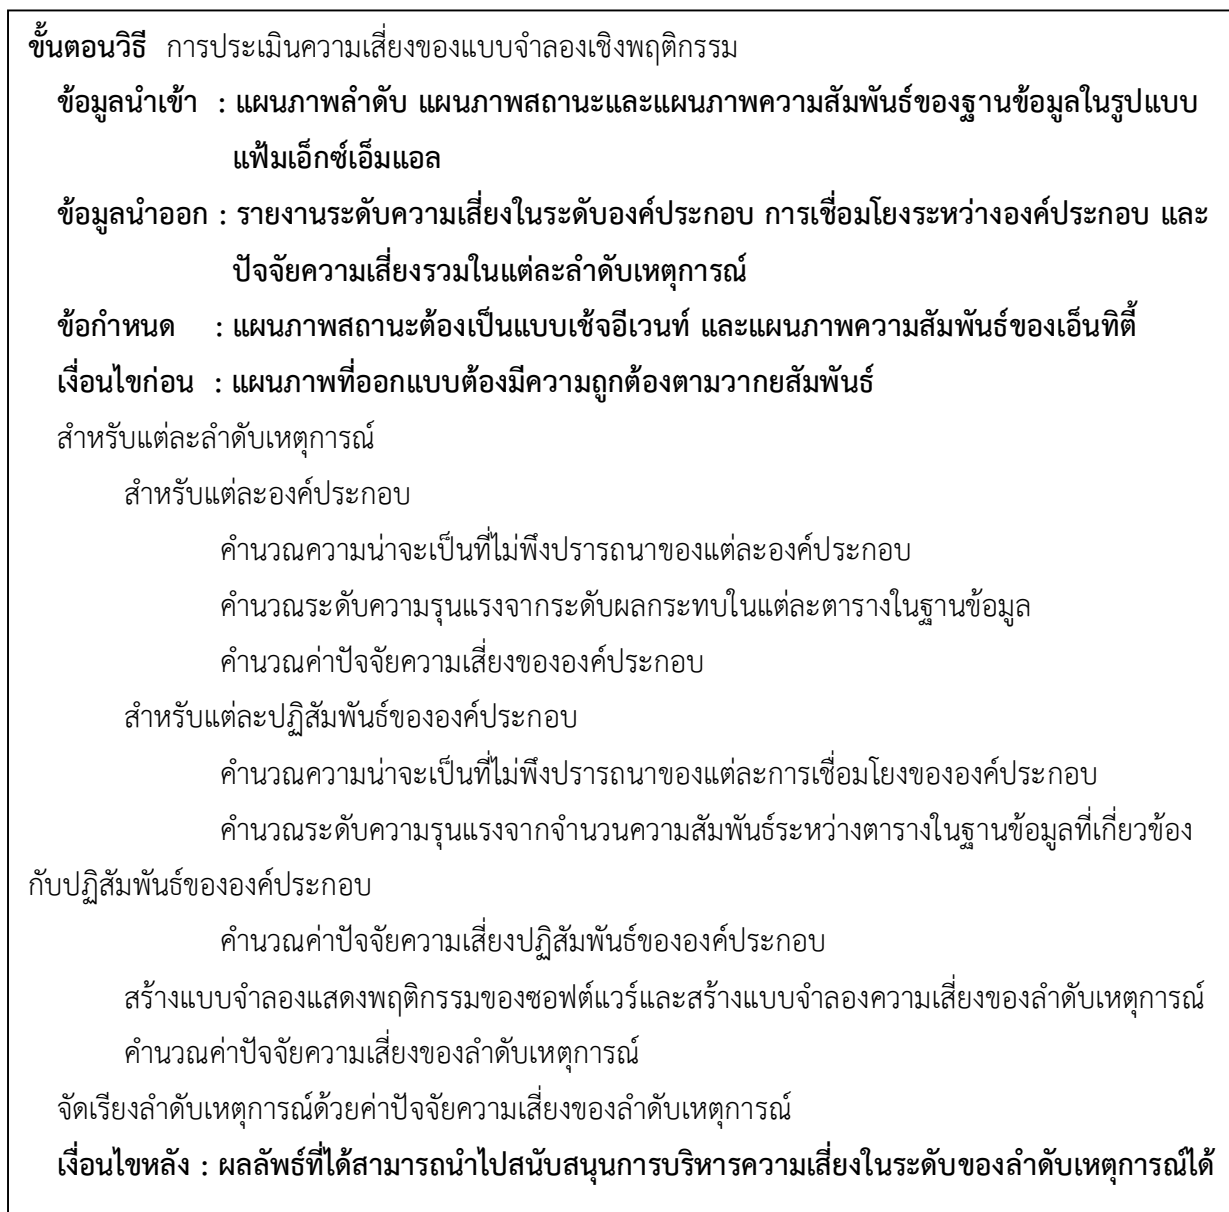 ขั้นตอนวิธี การประเมินความเสี่ยงของแบบจำลองเชิงพฤติกรรม
ข้อมูลนำเข้า : แผนภาพลำดับ แผนภาพสถานะและแผนภาพความสัมพันธ์ของฐานข้อมูลในรูปแบบ
แฟ้มเอ็กซ์เอ็มแอล
ข้อมูลนำออก : รายงานระดับความเสี่ยงในระดับองค์ประกอบ การเชื่อมโยงระหว่างองค์ประกอบ และ
ปัจจัยความเสี่ยงรวมในแต่ละลำดับเหตุการณ์
ข้อกำหนด : แผนภาพสถานะต้องเป็นแบบเช้จอีเวนท์ และแผนภาพความสัมพันธ์ของเอ็นทิตี้
เงื่อนไขก่อน : แผนภาพที่ออกแบบต้องมีความถูกต้องตามวากยสัมพันธ์
สำหรับแต่ละลำดับเหตุการณ์
สำหรับแต่ละองค์ประกอบ
คำนวณความน่าจะเป็นที่ไม่พึงปรารถนาของแต่ละองค์ประกอบ
คำนวณระดับความรุนแรงจากระดับผลกระทบในแต่ละตารางในฐานข้อมูล
คำนวณค่าปัจจัยความเสี่ยงขององค์ประกอบ
สำหรับแต่ละปฏิสัมพันธ์ขององค์ประกอบ
คำนวณความน่าจะเป็นที่ไม่พึงปรารถนาของแต่ละการเชื่อมโยงขององค์ประกอบ
คำนวณระดับความรุนแรงจากจำนวนความสัมพันธ์ระหว่างตารางในฐานข้อมูลที่เกี่ยวข้อง
กับปฏิสัมพันธ์ขององค์ประกอบ
คำนวณค่าปัจจัยความเสี่ยงปฏิสัมพันธ์ขององค์ประกอบ
สร้างแบบจำลองแสดงพฤติกรรมของซอฟต์แวร์และสร้างแบบจำลองความเสี่ยงของลำดับเหตุการณ์
คำนวณค่าปัจจัยความเสี่ยงของลำดับเหตุการณ์
จัดเรียงลำดับเหตุการณ์ด้วยค่าปัจจัยความเสี่ยงของลำดับเหตุการณ์
เงื่อนไขหลัง : ผลลัพธ์ที่ได้สามารถนำไปสนับสนุนการบริหารความเสี่ยงในระดับของลำดับเหตุการณ์ได้